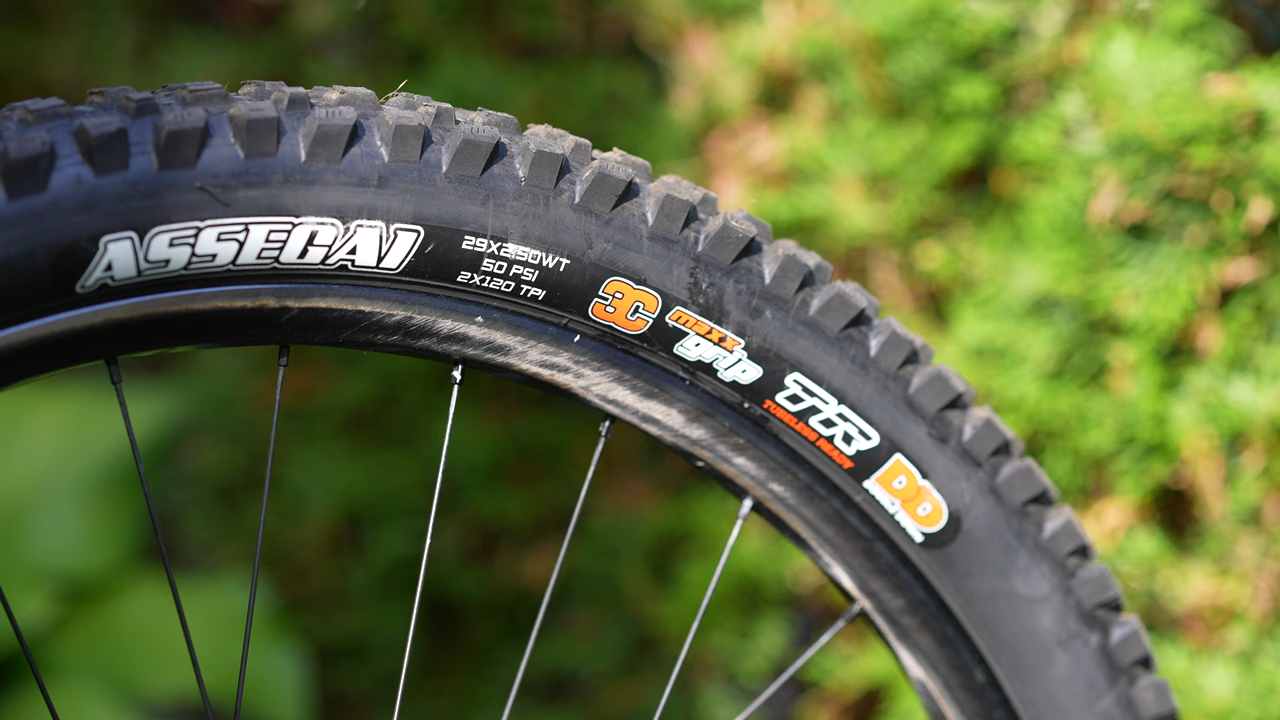 ASSEGAI
29X2.50WT
50 PSI
2X120 TPI
3C
maxx
grip
TR
TUBELESS READY
DD